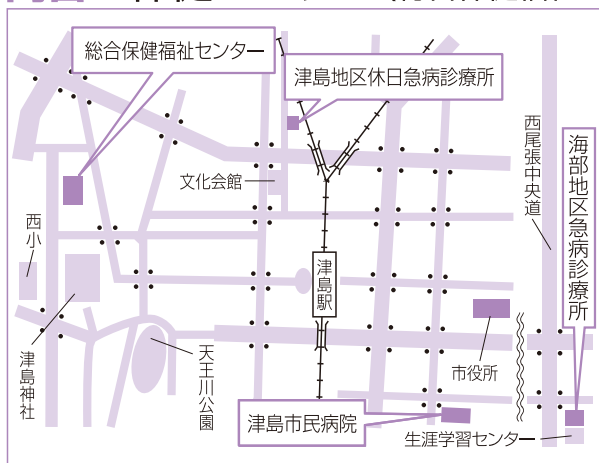 総合保健福祉センター
津島地区休日急病診療所
西尾張中央道
海部地区急病診療所
文化会館
西小
津島駅
市役所
津島神社
天王川公園
津島市民病院
生涯学習センター